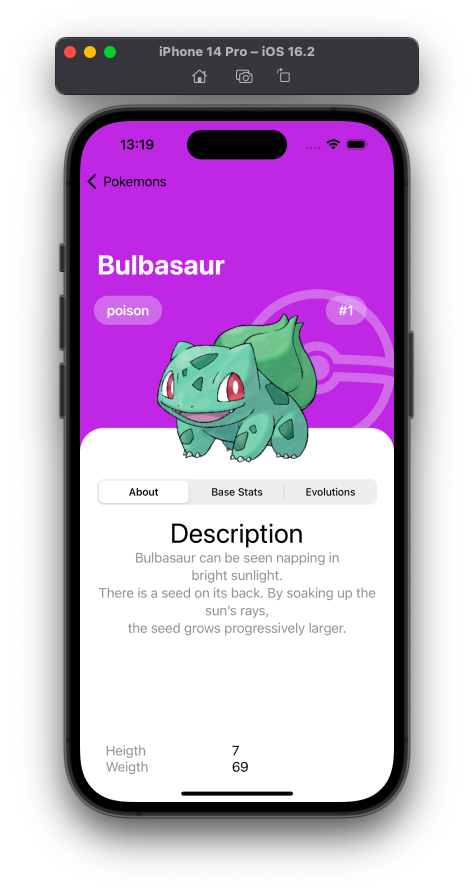 iPhone 14 Pro – iOS 16.2
13:19
Pokemons
Bulbasaur
poison
#1
About
Base Stats
Evolutions
Description
Bulbasaur can be seen napping in
bright sunlight.
There is a seed on its back. By soaking up the
sun's rays,
the seed grows progressively larger.
Heigth 7
Weigth 69